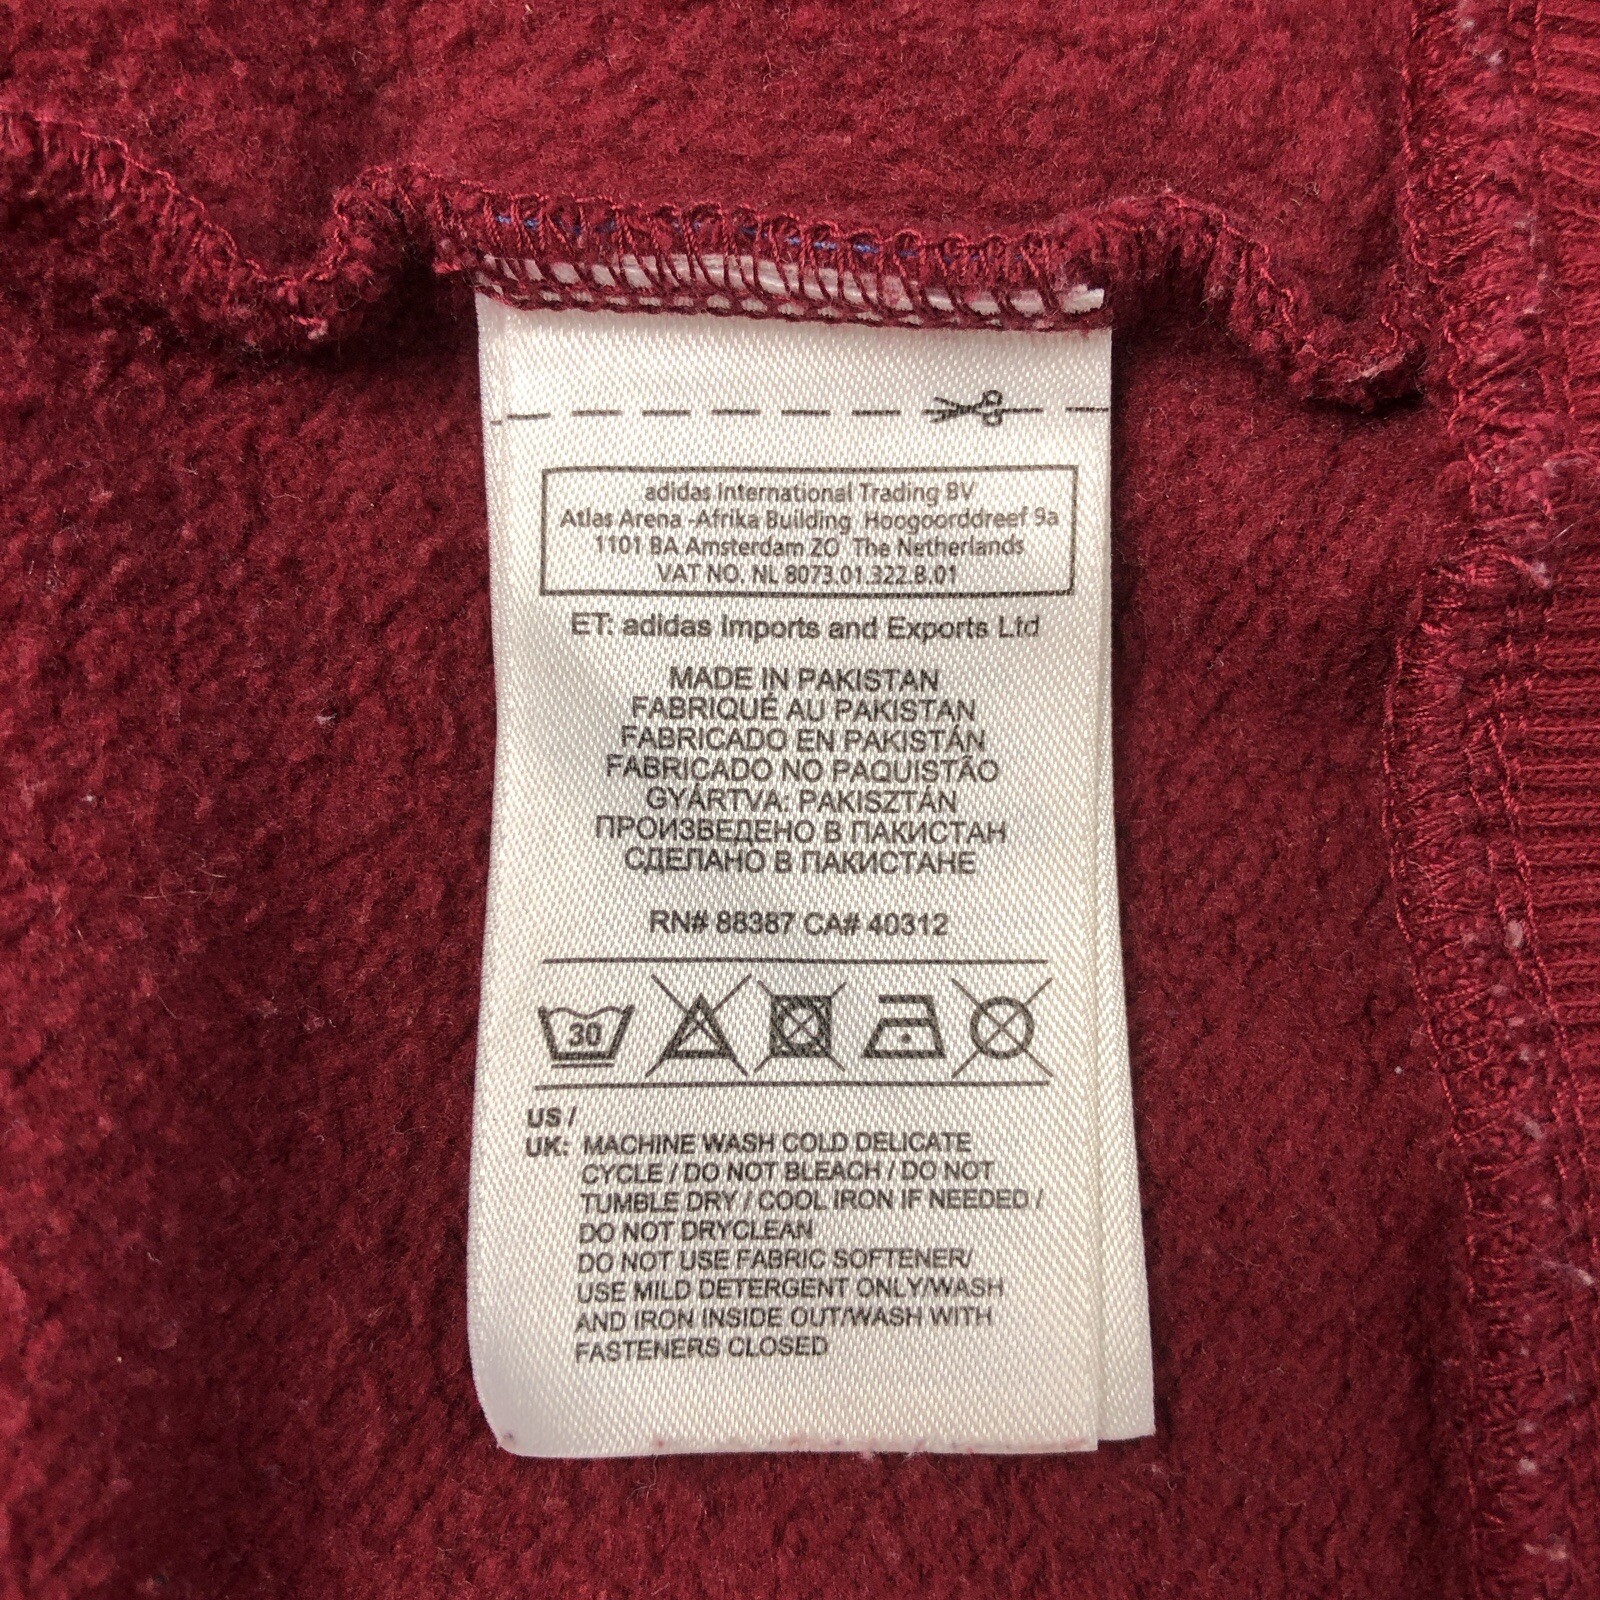 adidas International Trading BV
Atlas Arena -Afrika Building Hoogoorddreef 9a
1101 BA Amsterdam ZO The Netherlands
VAT NO. NL 8073.01.322.B.01
ET: adidas Imports and Exports Ltd
MADE IN PAKISTAN
FABRIQUÉ AU PAKISTAN
FABRICADO EN PAKISTÁN
FABRICADO NO PAQUISTÃO
GYÁRTVA: PAKISZTÁN
ПРОИЗВЕДЕНО В ПАКИСТАН
СДЕЛАНО В ПАКИСТАНЕ
RN# 88387 CA# 40312
30
US /
UK: MACHINE WASH COLD DELICATE
CYCLE / DO NOT BLEACH / DO NOT
TUMBLE DRY / COOL IRON IF NEEDED /
DO NOT DRYCLEAN
DO NOT USE FABRIC SOFTENER/
USE MILD DETERGENT ONLY/WASH
AND IRON INSIDE OUT/WASH WITH
FASTENERS CLOSED